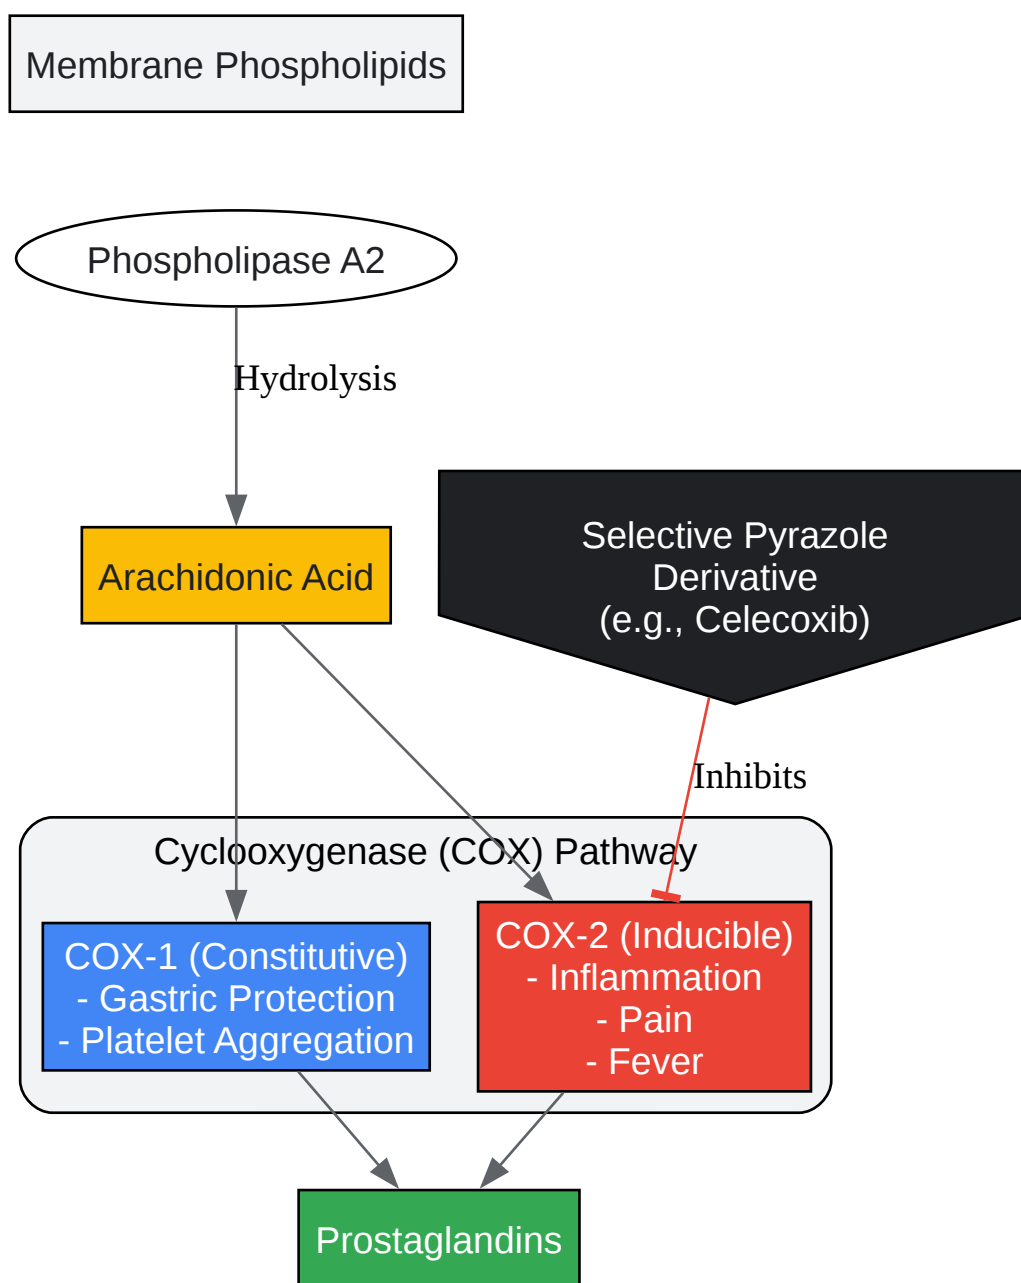 Membrane Phospholipids
Phospholipase A2
Hydrolysis
Arachidonic Acid
Selective Pyrazole
Derivative
(e.g., Celecoxib)
Inhibits
Cyclooxygenase (COX) Pathway
COX-1 (Constitutive)
- Gastric Protection
- Platelet Aggregation
COX-2 (Inducible)
- Inflammation
- Pain
- Fever
Prostaglandins